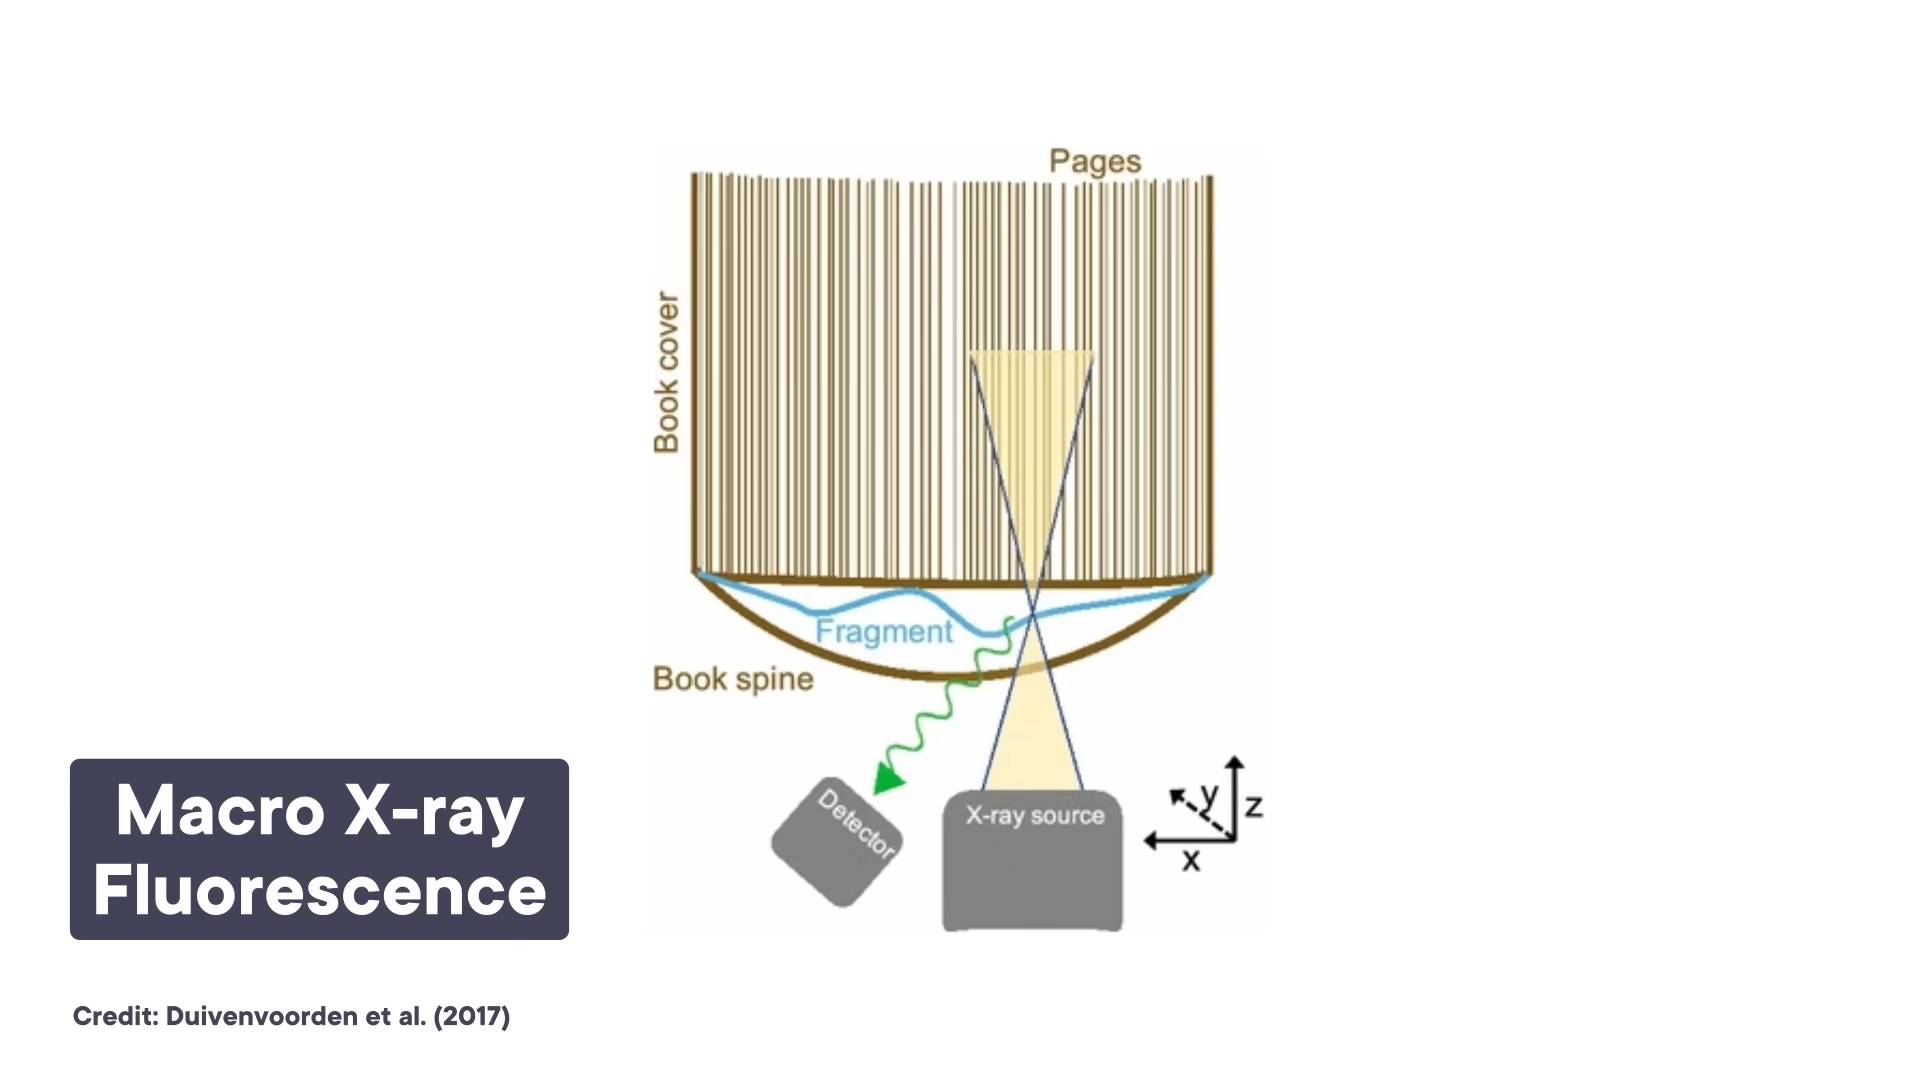 Pages
Book cover
Fragment
Book spine
Detector
X-ray source
y
z
x
Macro X-ray
Fluorescence
Credit: Duivenvoorden et al. (2017)